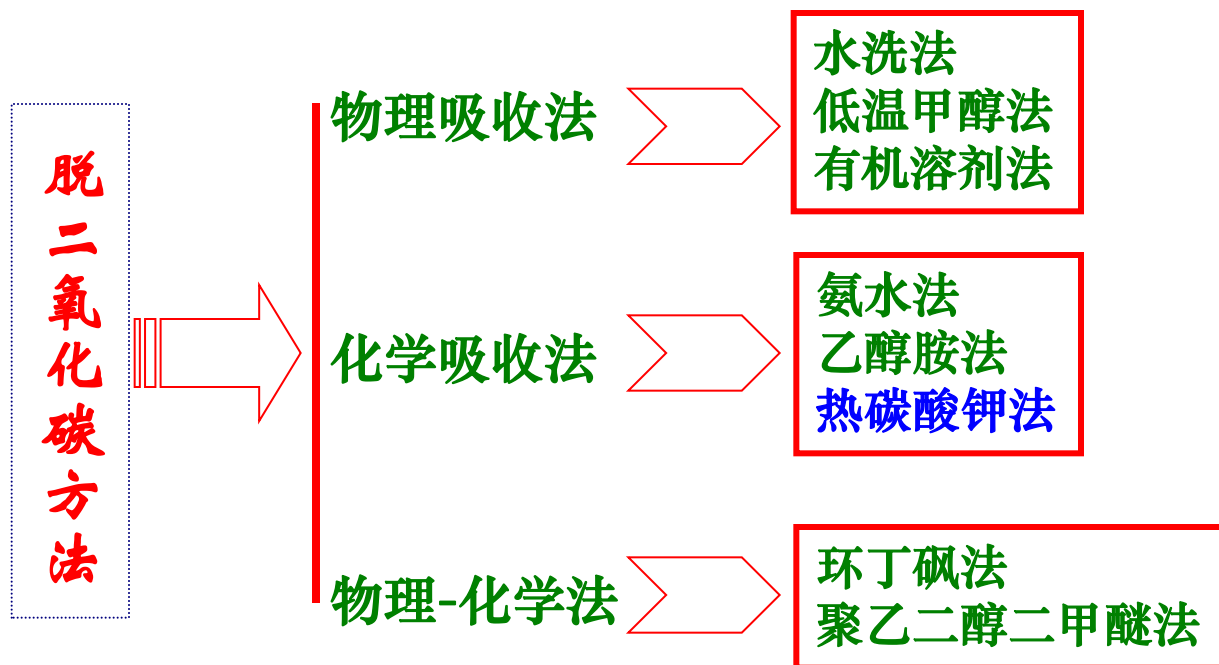 脱二氧化碳方法
物理吸收法
水洗法
低温甲醇法
有机溶剂法
化学吸收法
氨水法
乙醇胺法
热碳酸钾法
物理-化学法
环丁砜法
聚乙二醇二甲醚法